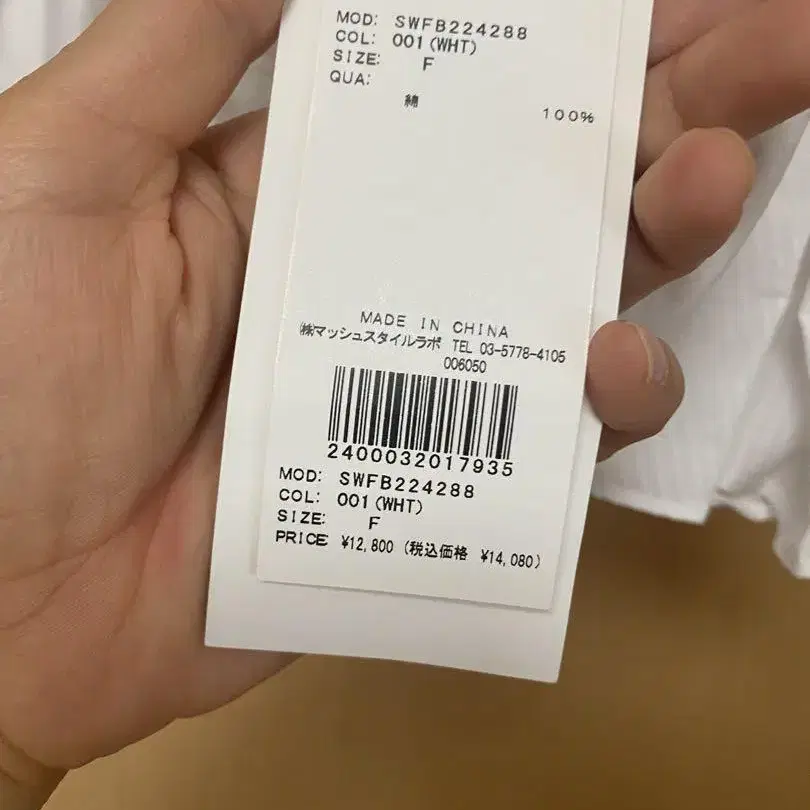 MOD: SWFB224288
COL: 001(WHT)
SIZE: F
QUA:
綿 100%
MADE IN CHINA
㈱マッシュスタイルラボ TEL 03-5778-4105
006050
2400032017935
MOD: SWFB224288
COL: 001(WHT)
SIZE: F
PRICE ¥12,800 (税込価格 ¥14,080)